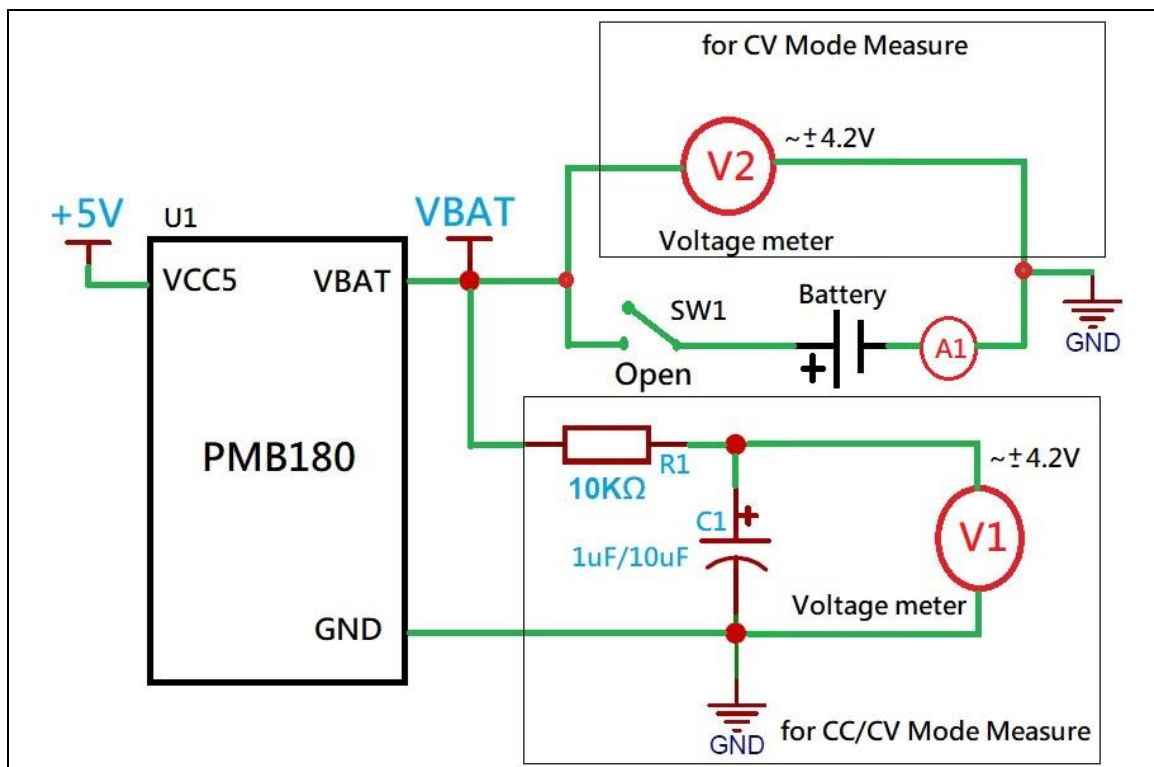 for CV Mode Measure
V2
~±4.2V
Voltage meter
+5V
U1
VBAT
VCC5
VBAT
SW1
Battery
+
A1
GND
Open
PMB180
R1
10KΩ
~±4.2V
C1
+
1uF/10uF
V1
Voltage meter
GND
GND
for CC/CV Mode Measure